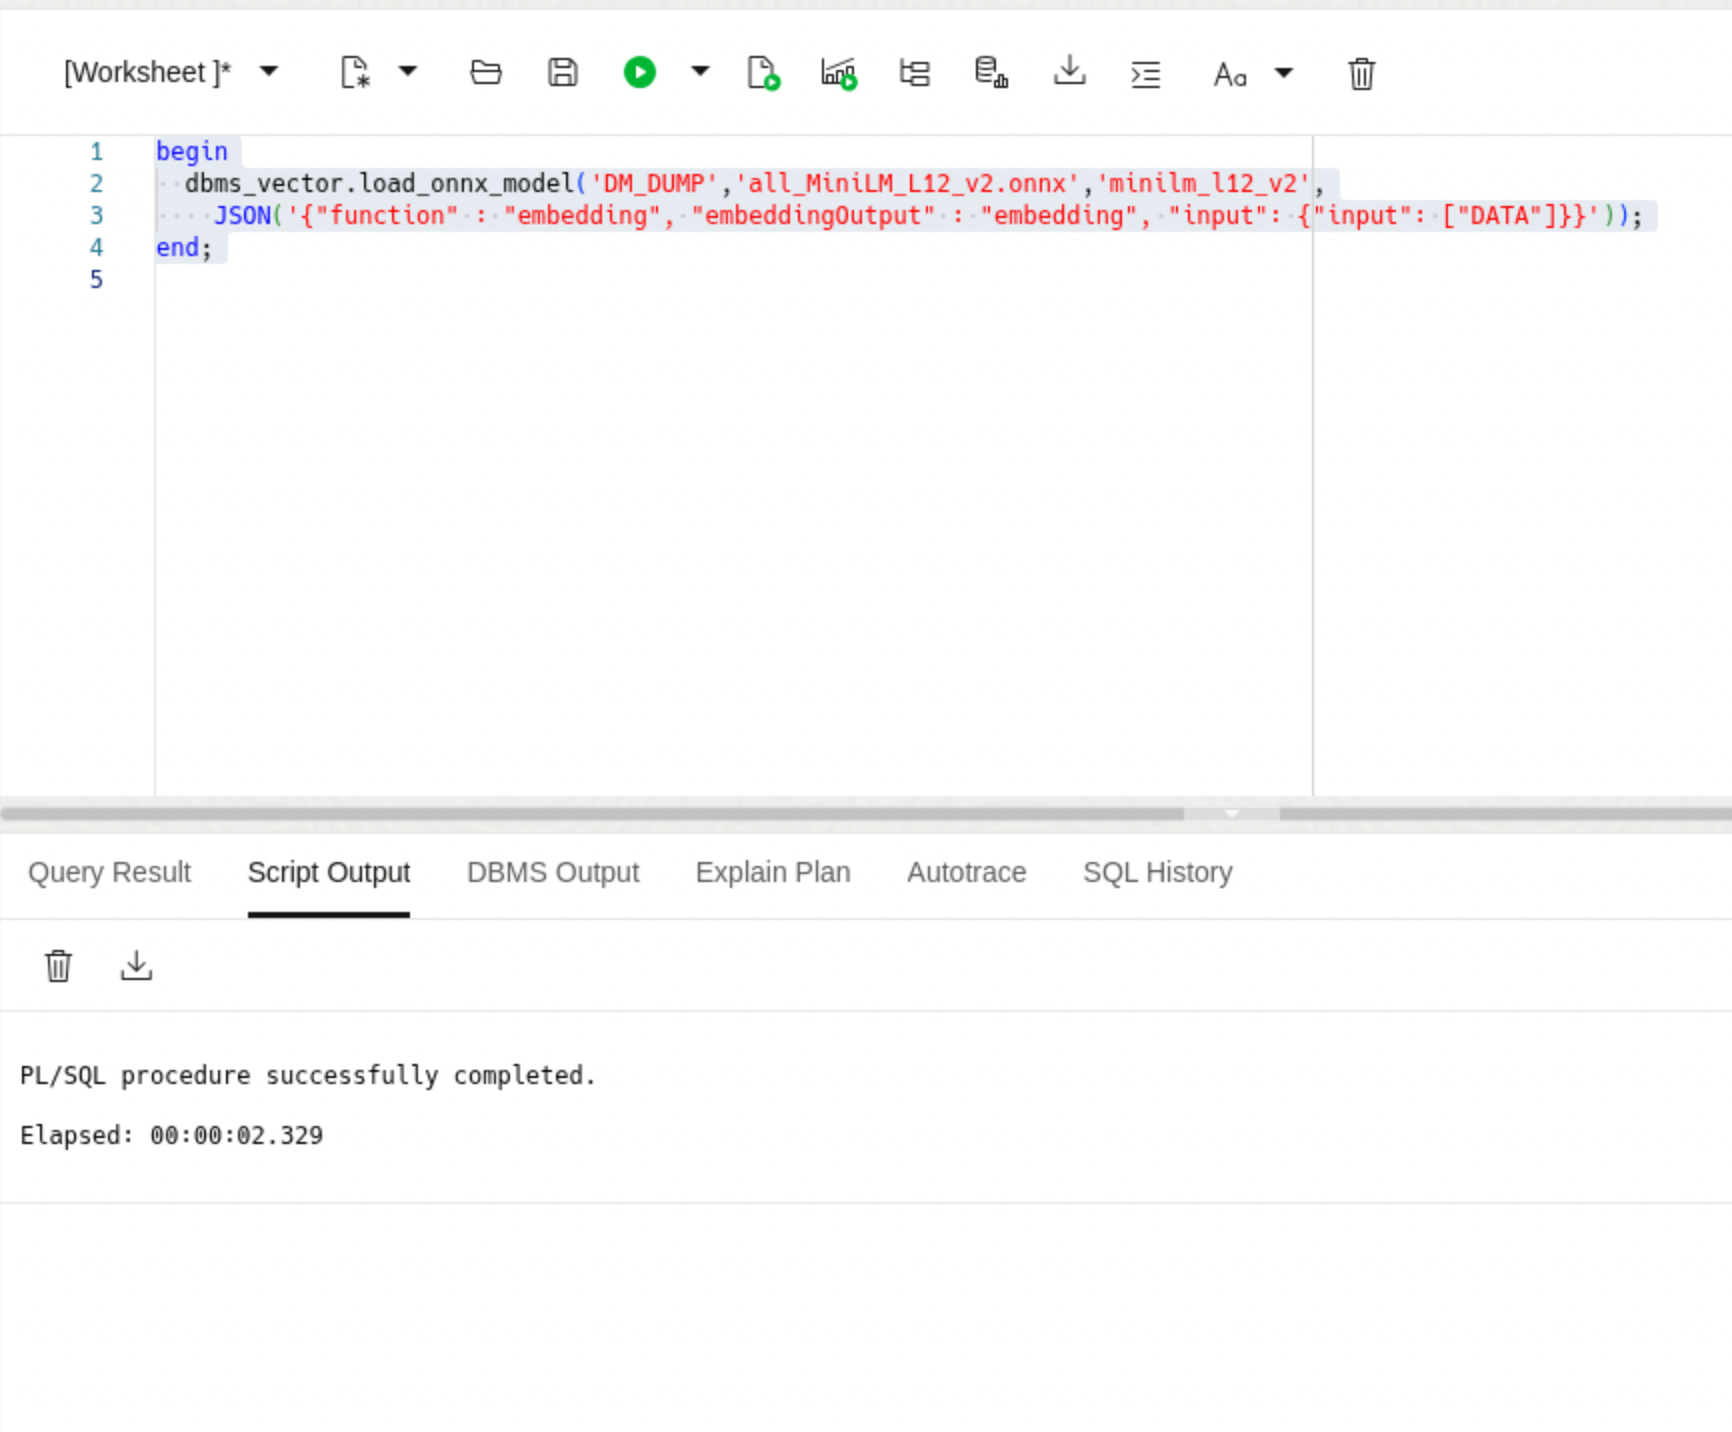 [Worksheet ]*
Aa
1 begin
2   dbms_vector.load_onnx_model('DM_DUMP','all_MiniLM_L12_v2.onnx','minilm_l12_v2',
3     JSON('{"function" : "embedding", "embeddingOutput" : "embedding", "input": {"input": ["DATA"]}}'));
4 end;
5
Query Result Script Output DBMS Output Explain Plan Autotrace SQL History
PL/SQL procedure successfully completed.
Elapsed: 00:00:02.329